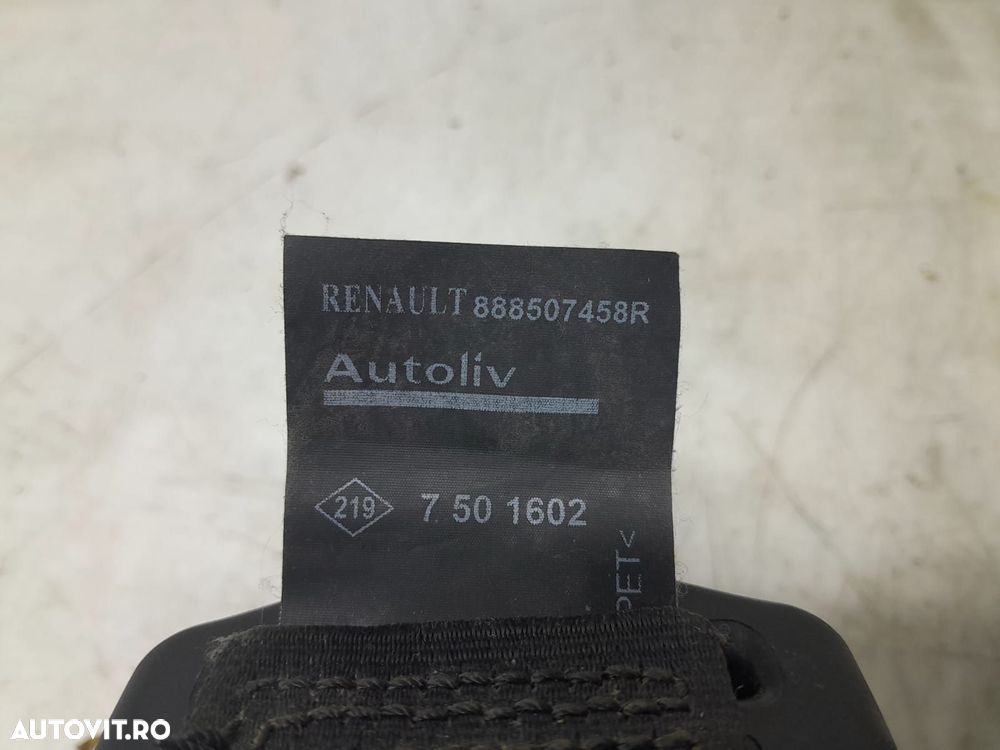 RENAULT 888507458R
Autoliv
219 7 50 1602
PET<
AUTOVIT.RO